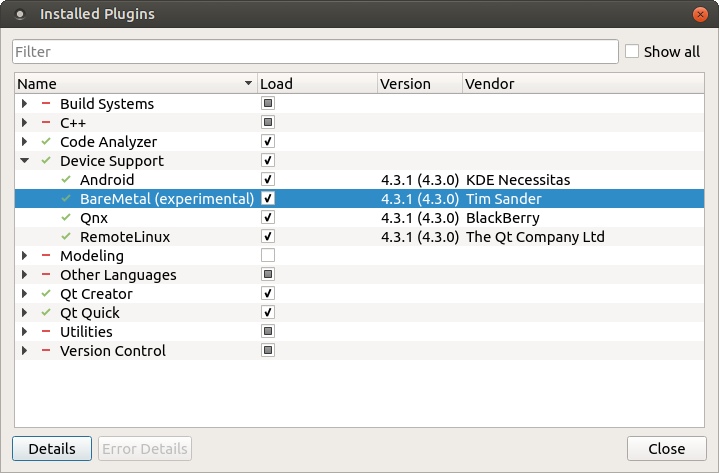 Installed Plugins
Filter
Show all
Name Load Version Vendor
Build Systems
C++
Code Analyzer
Device Support
Android 4.3.1 (4.3.0) KDE Necessitas
BareMetal (experimental) 4.3.1 (4.3.0) Tim Sander
Qnx 4.3.1 (4.3.0) BlackBerry
RemoteLinux 4.3.1 (4.3.0) The Qt Company Ltd
Modeling
Other Languages
Qt Creator
Qt Quick
Utilities
Version Control
Details Error Details Close